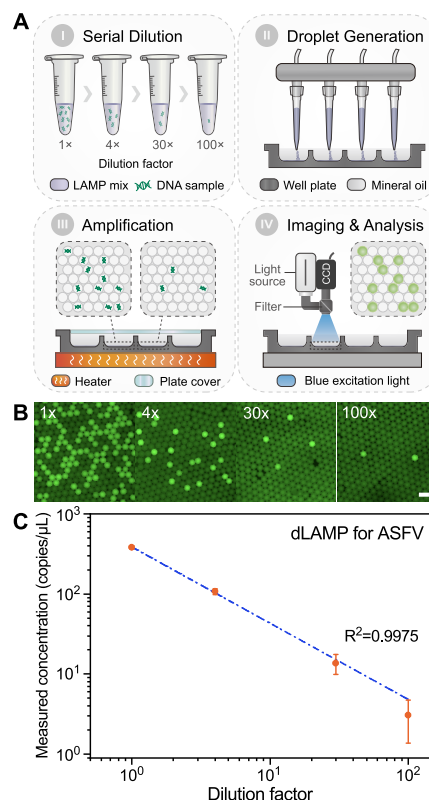 A
I Serial Dilution
1× 4× 30× 100×
Dilution factor
LAMP mix DNA sample
II Droplet Generation
Well plate Mineral oil
III Amplification
Heater Plate cover
IV Imaging & Analysis
Light
source
CCD
Filter
Blue excitation light
B
1x 4x 30x 100x
C
dLAMP for ASFV
R²=0.9975
Measured concentration (copies/μL)
10³
10²
10¹
10⁰
10⁰ 10¹ 10²
Dilution factor